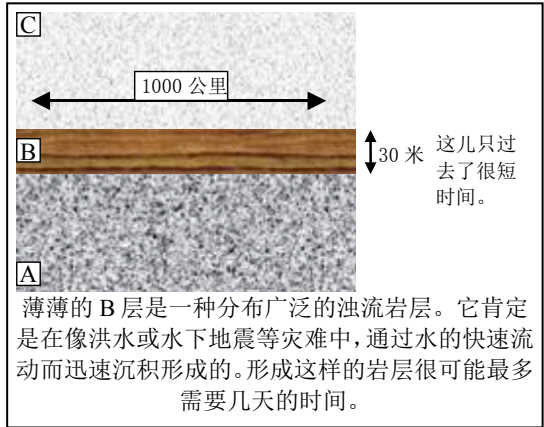 C
1000 公里
B
30 米
这儿只过
去了很短
时间。
A
薄薄的 B 层是一种分布广泛的浊流岩层。它肯定
是在像洪水或水下地震等灾难中，通过水的快速流
动而迅速沉积形成的。形成这样的岩层很可能最多
需要几天的时间。